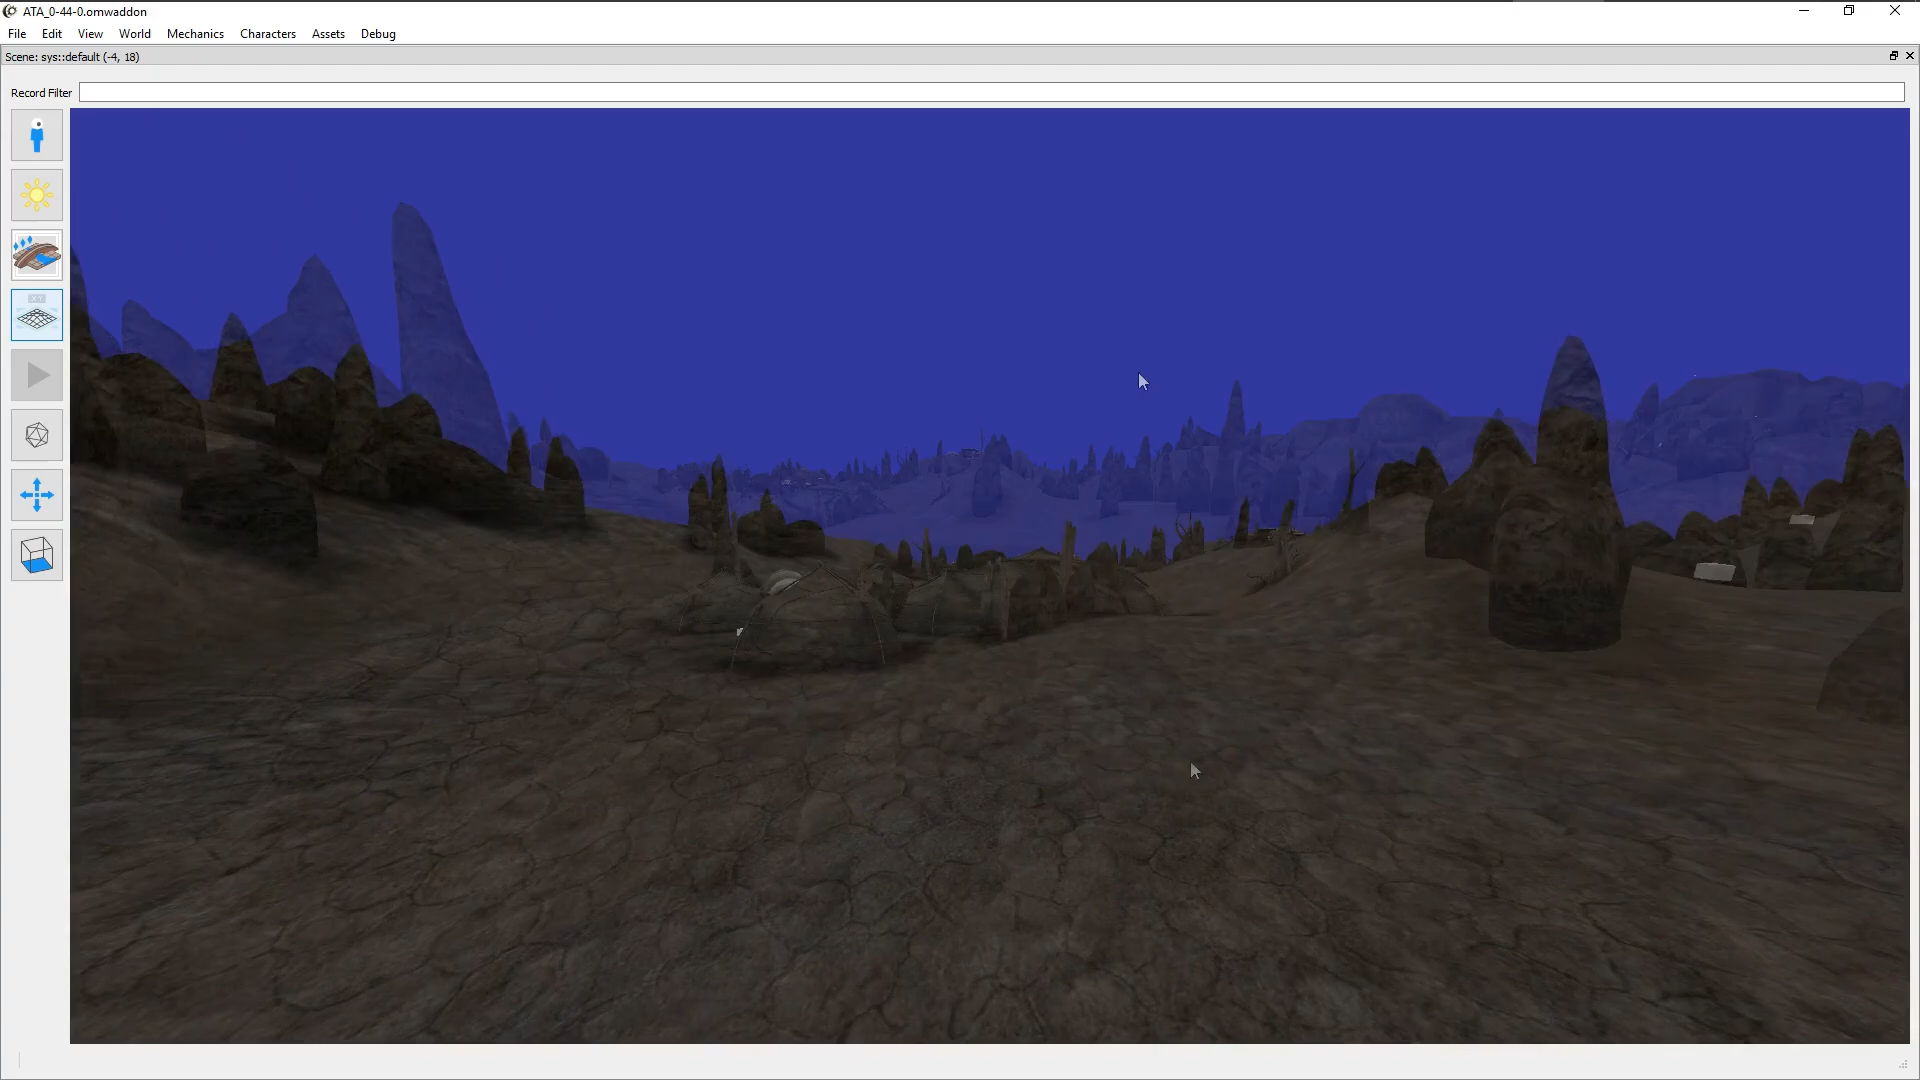 ATA_0-44-0.omwaddon
File Edit View World Mechanics Characters Assets Debug
Scene: sys::default (-4, 18)
Record Filter
XY